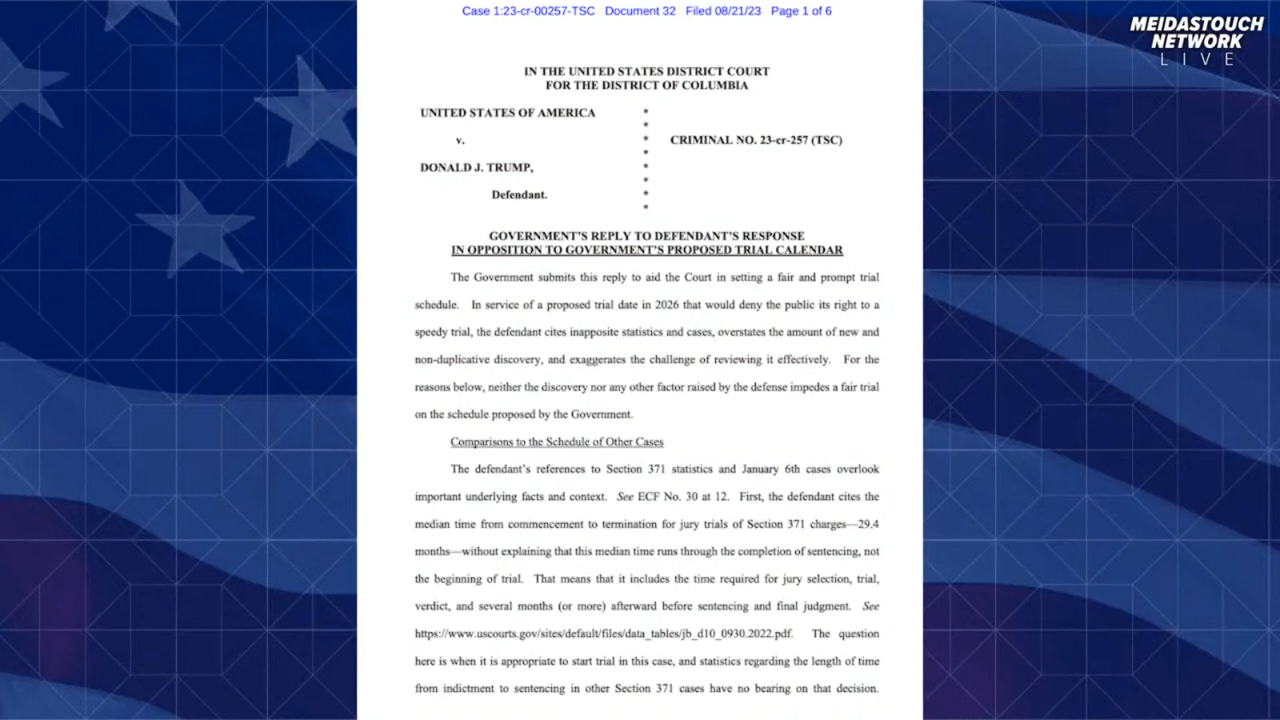 Case 1:23-cr-00257-TSC Document 32 Filed 08/21/23 Page 1 of 6
MEIDASTOUCH
NETWORK
LIVE
IN THE UNITED STATES DISTRICT COURT
FOR THE DISTRICT OF COLUMBIA
UNITED STATES OF AMERICA *
*
v. * CRIMINAL NO. 23-cr-257 (TSC)
*
DONALD J. TRUMP, *
*
Defendant. *
*
GOVERNMENT'S REPLY TO DEFENDANT'S RESPONSE
IN OPPOSITION TO GOVERNMENT'S PROPOSED TRIAL CALENDAR
The Government submits this reply to aid the Court in setting a fair and prompt trial
schedule. In service of a proposed trial date in 2026 that would deny the public its right to a
speedy trial, the defendant cites inapposite statistics and cases, overstates the amount of new and
non-duplicative discovery, and exaggerates the challenge of reviewing it effectively. For the
reasons below, neither the discovery nor any other factor raised by the defense impedes a fair trial
on the schedule proposed by the Government.
Comparisons to the Schedule of Other Cases
The defendant's references to Section 371 statistics and January 6th cases overlook
important underlying facts and context. See ECF No. 30 at 12. First, the defendant cites the
median time from commencement to termination for jury trials of Section 371 charges—29.4
months—without explaining that this median time runs through the completion of sentencing, not
the beginning of trial. That means that it includes the time required for jury selection, trial,
verdict, and several months (or more) afterward before sentencing and final judgment. See
https://www.uscourts.gov/sites/default/files/data_tables/jb_d10_0930.2022.pdf. The question
here is when it is appropriate to start trial in this case, and statistics regarding the length of time
from indictment to sentencing in other Section 371 cases have no bearing on that decision.